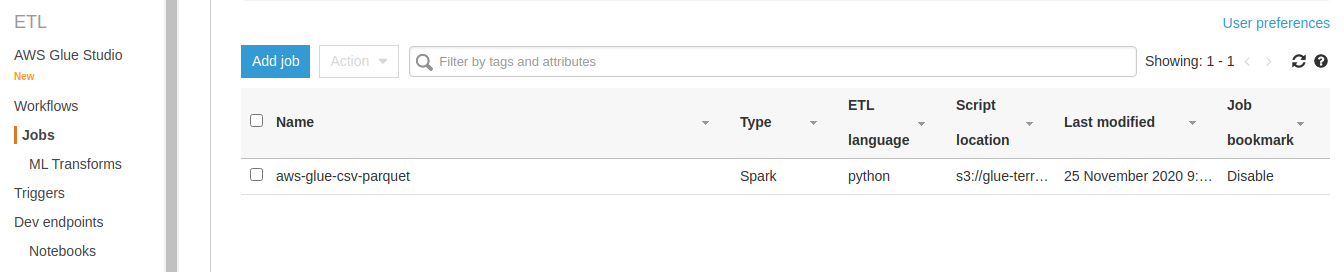 ETL
AWS Glue Studio
New
Workflows
Jobs
ML Transforms
Triggers
Dev endpoints
Notebooks
User preferences
Add job Action Filter by tags and attributes Showing: 1 - 1
Name Type ETL language Script location Last modified Job bookmark
aws-glue-csv-parquet Spark python s3://glue-terr… 25 November 2020 9:… Disable